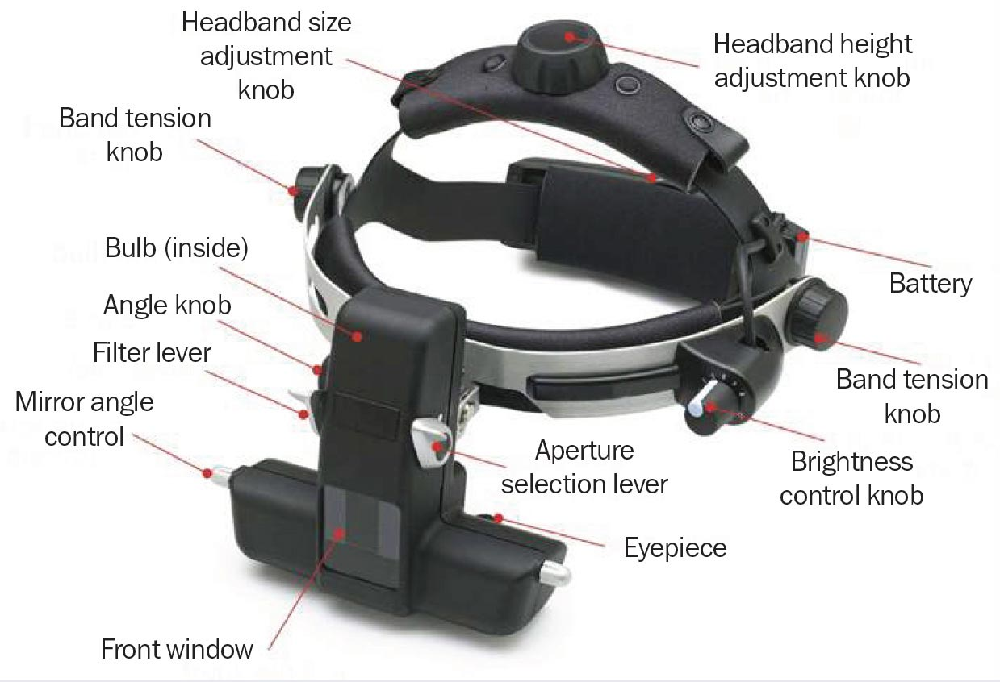 Headband size
adjustment
knob
Headband height
adjustment knob
Band tension
knob
Bulb (inside)
Battery
Angle knob
Filter lever
Mirror angle
control
Band tension
knob
Aperture
selection lever
Brightness
control knob
Eyepiece
Front window